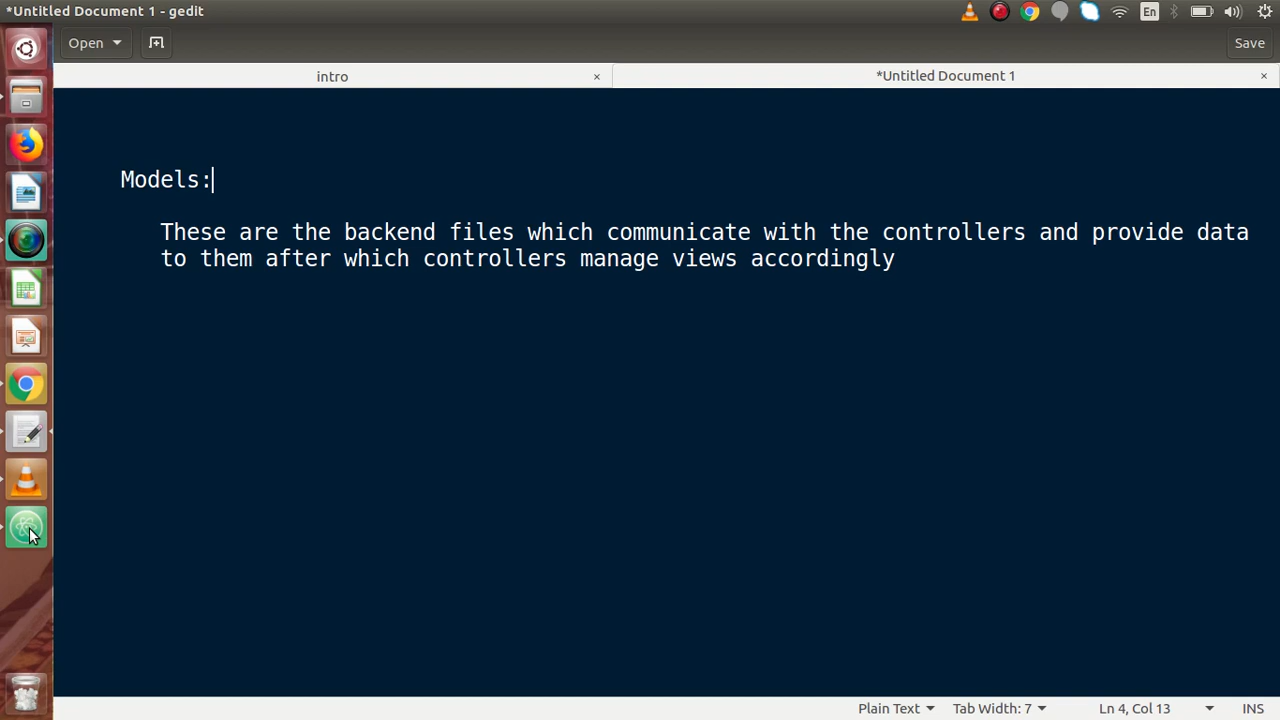 *Untitled Document 1 - gedit
En
Open
Save
intro
*Untitled Document 1
Models:
These are the backend files which communicate with the controllers and provide data
to them after which controllers manage views accordingly
Plain Text
Tab Width: 7
Ln 4, Col 13
INS